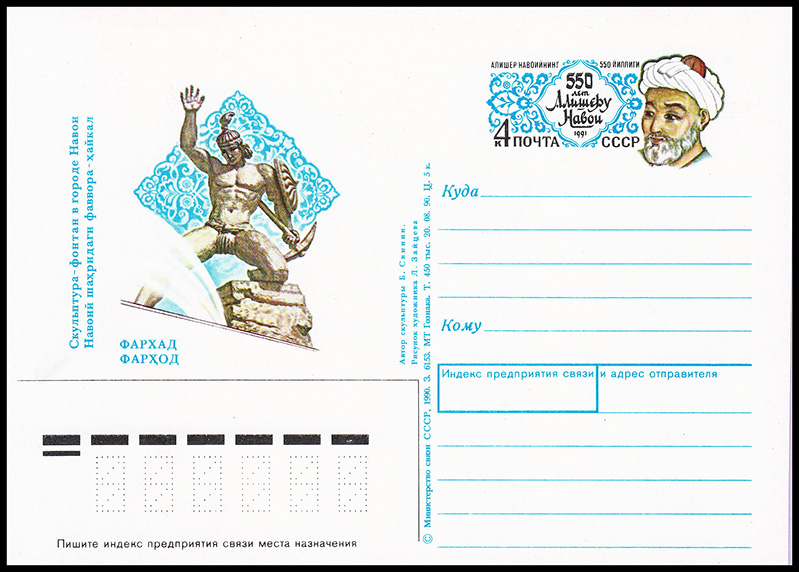 Скульптура-фонтан в городе Навои
Навоий шаҳридаги фаввора-ҳайкал
ФАРХАД
ФАРҲОД
АЛИШЕР НАВОИЙНИНГ 550 ЙИЛЛИГИ
550
лет
Алишеру
Навои
1991
4к ПОЧТА СССР
Куда
Кому
Индекс предприятия связи и адрес отправителя
Автор скульптуры Б. Свинин.
Рисунок художника Л. Зайцева
© Министерство связи СССР, 1990. З. 6153. МТ Гознака. Т. 450 тыс. 20. 08. 90. Ц. 5 к.
Пишите индекс предприятия связи места назначения